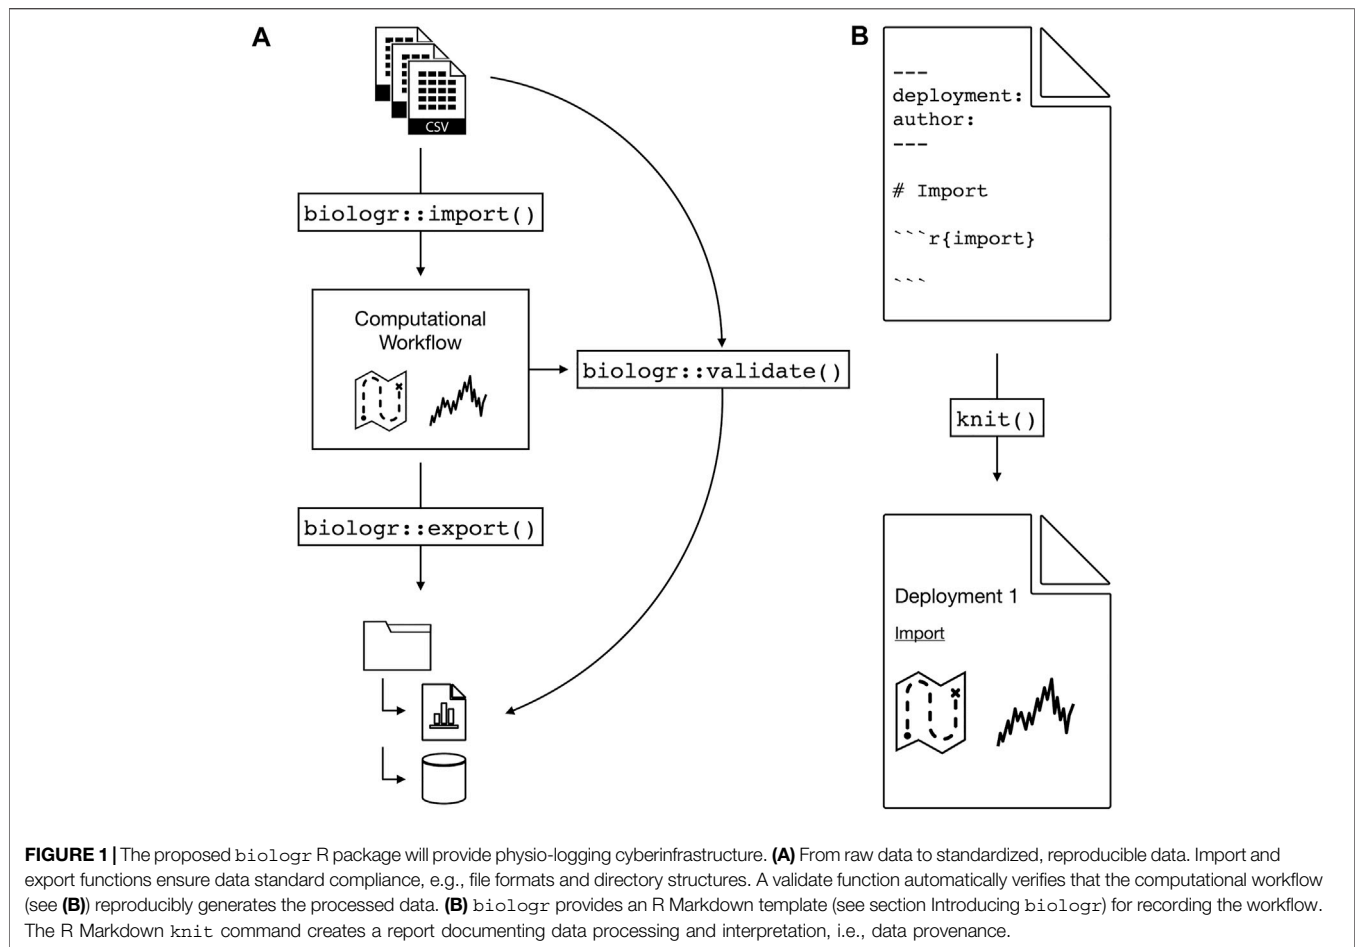 A
CSV
biologr::import()
Computational
Workflow
biologr::validate()
biologr::export()
B
---
deployment:
author:
---
# Import
```r{import}
```
knit()
Deployment 1
Import
FIGURE 1 | The proposed biologr R package will provide physio-logging cyberinfrastructure. (A) From raw data to standardized, reproducible data. Import and
export functions ensure data standard compliance, e.g., file formats and directory structures. A validate function automatically verifies that the computational workflow
(see (B)) reproducibly generates the processed data. (B) biologr provides an R Markdown template (see section Introducing biologr) for recording the workflow.
The R Markdown knit command creates a report documenting data processing and interpretation, i.e., data provenance.